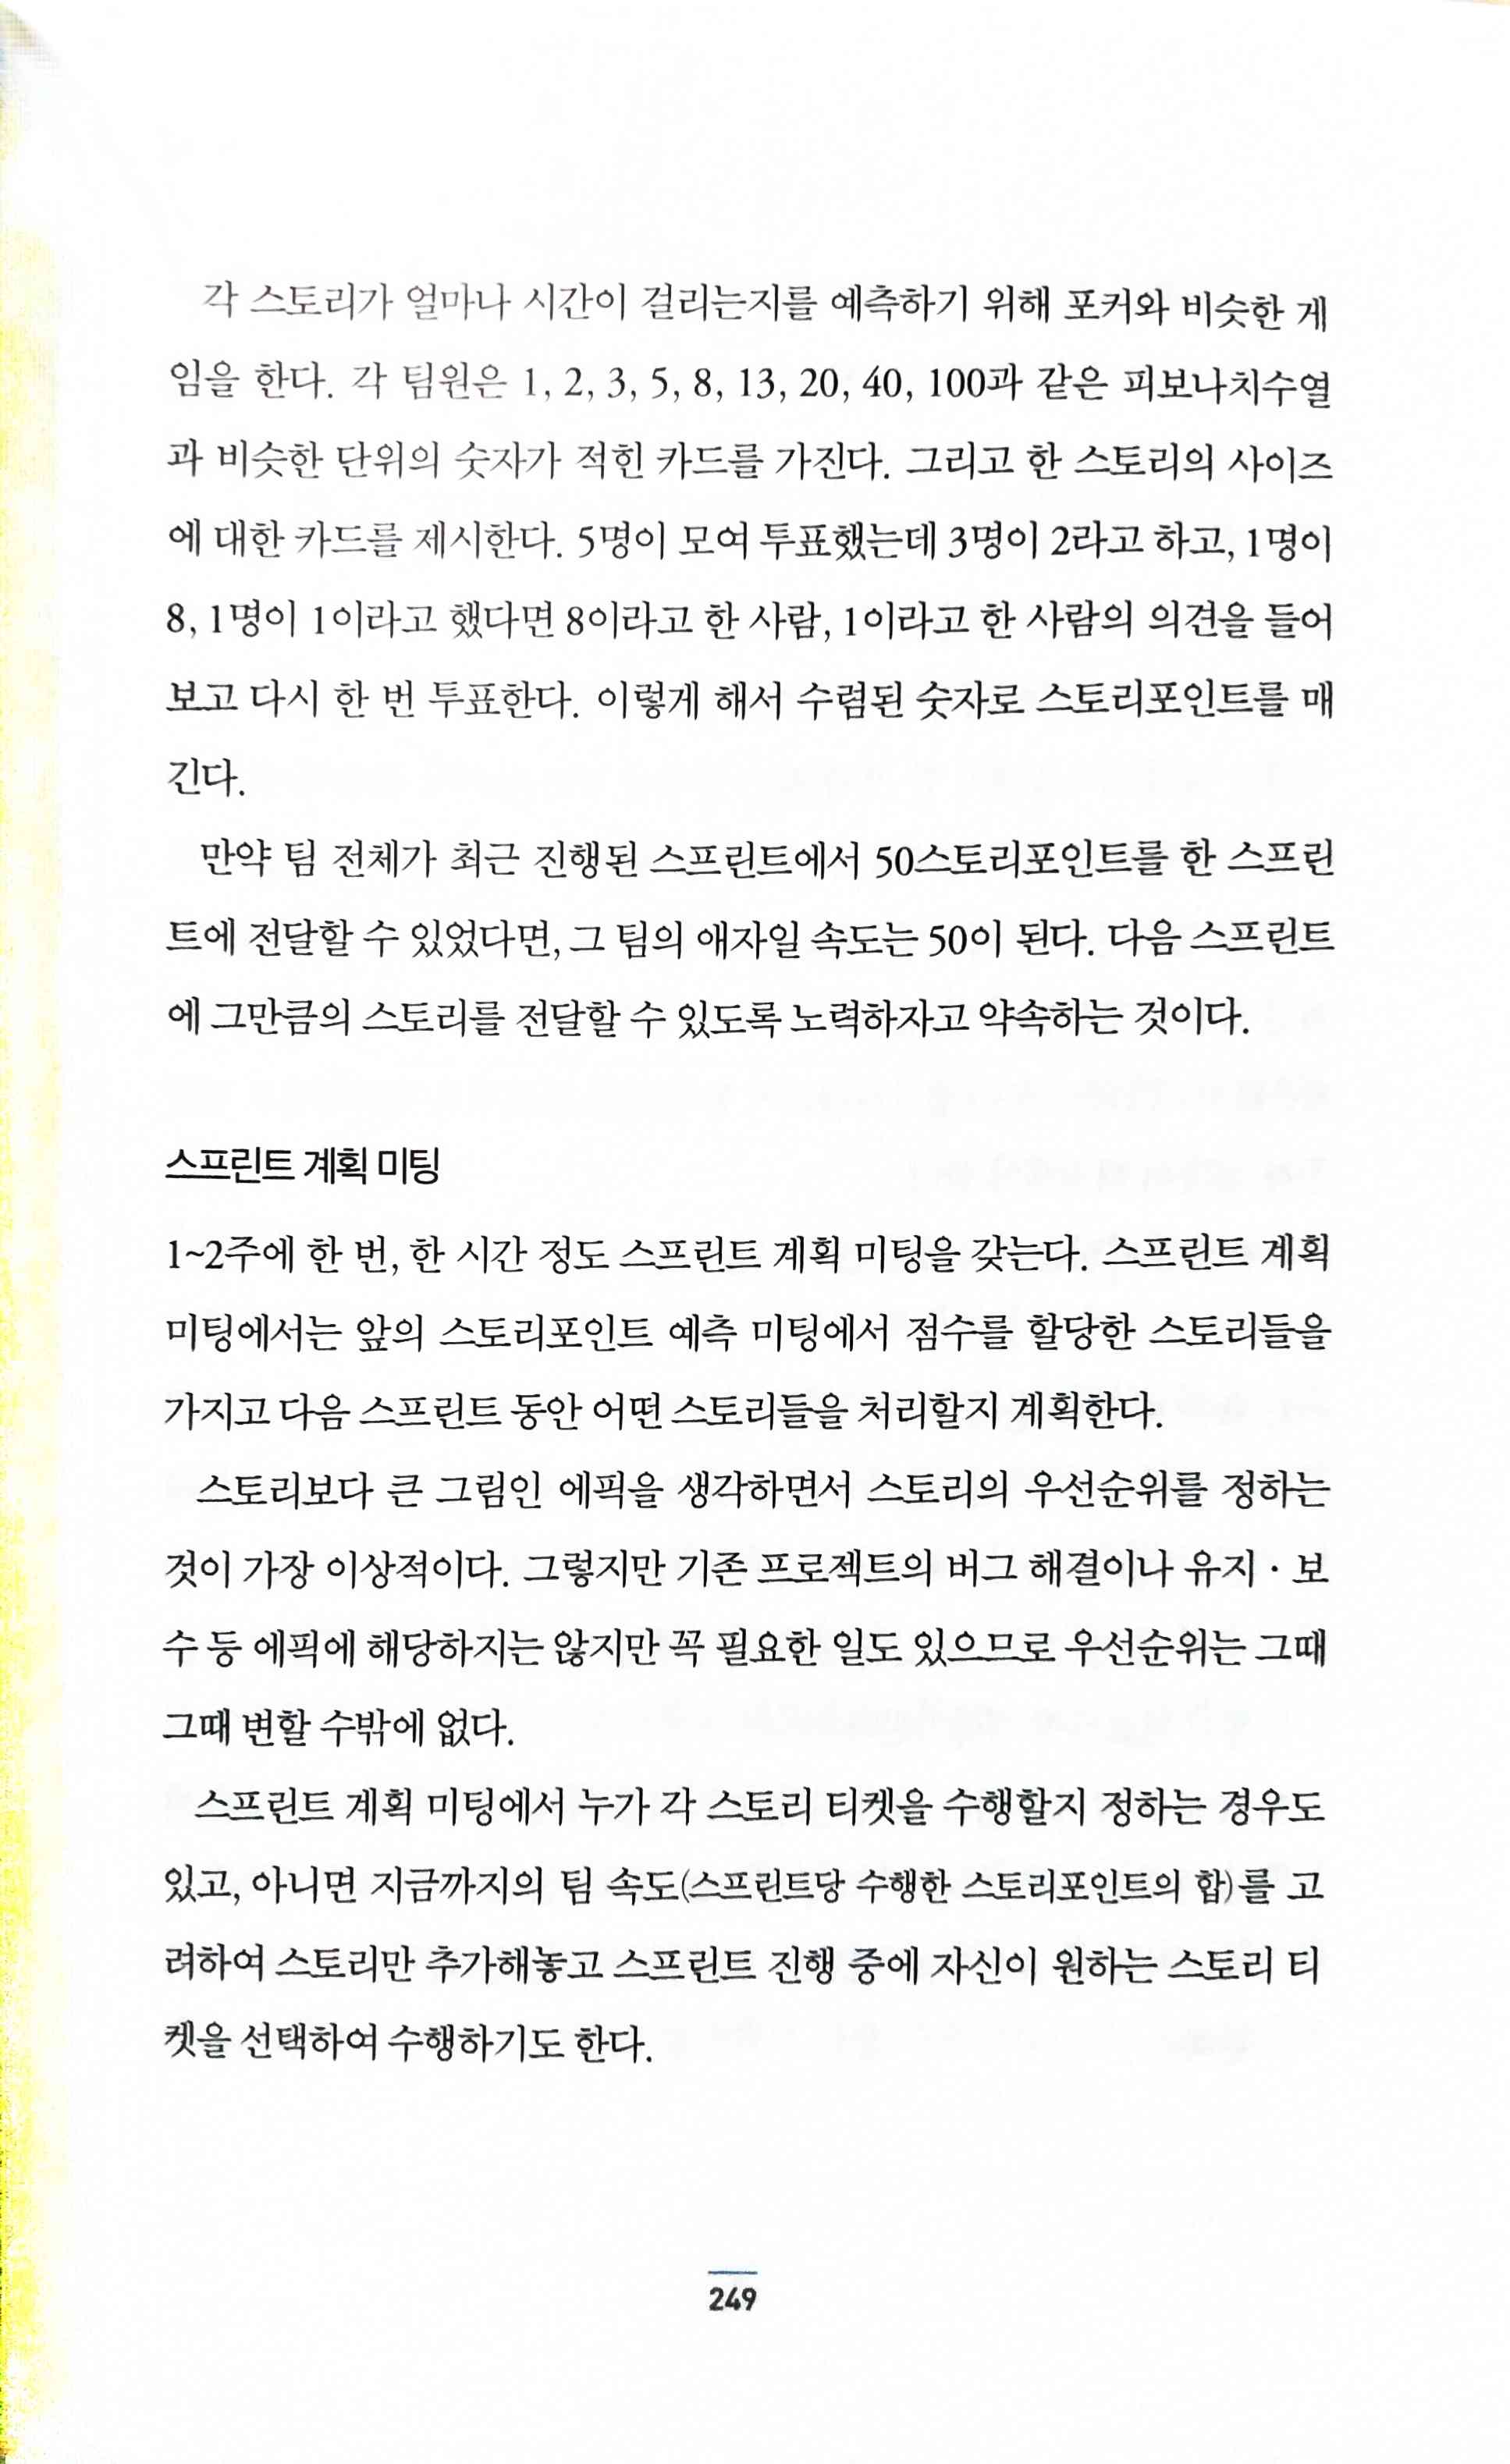 각 스토리가 얼마나 시간이 걸리는지를 예측하기 위해 포커와 비슷한 게
임을 한다. 각 팀원은 1, 2, 3, 5, 8, 13, 20, 40, 100과 같은 피보나치수열
과 비슷한 단위의 숫자가 적힌 카드를 가진다. 그리고 한 스토리의 사이즈
에 대한 카드를 제시한다. 5명이 모여 투표했는데 3명이 2라고 하고, 1명이
8, 1명이 1이라고 했다면 8이라고 한 사람, 1이라고 한 사람의 의견을 들어
보고 다시 한 번 투표한다. 이렇게 해서 수렴된 숫자로 스토리포인트를 매
긴다.
만약 팀 전체가 최근 진행된 스프린트에서 50스토리포인트를 한 스프린
트에 전달할 수 있었다면, 그 팀의 애자일 속도는 50이 된다. 다음 스프린트
에 그만큼의 스토리를 전달할 수 있도록 노력하자고 약속하는 것이다.
스프린트 계획 미팅
1~2주에 한 번, 한 시간 정도 스프린트 계획 미팅을 갖는다. 스프린트 계획
미팅에서는 앞의 스토리포인트 예측 미팅에서 점수를 할당한 스토리들을
가지고 다음 스프린트 동안 어떤 스토리들을 처리할지 계획한다.
스토리보다 큰 그림인 에픽을 생각하면서 스토리의 우선순위를 정하는
것이 가장 이상적이다. 그렇지만 기존 프로젝트의 버그 해결이나 유지 · 보
수 등 에픽에 해당하지는 않지만 꼭 필요한 일도 있으므로 우선순위는 그때
그때 변할 수밖에 없다.
스프린트 계획 미팅에서 누가 각 스토리 티켓을 수행할지 정하는 경우도
있고, 아니면 지금까지의 팀 속도(스프린트당 수행한 스토리포인트의 합)를 고
려하여 스토리만 추가해놓고 스프린트 진행 중에 자신이 원하는 스토리 티
켓을 선택하여 수행하기도 한다.
249